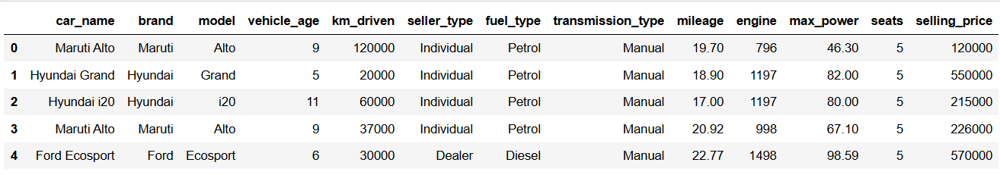 car_name brand model vehicle_age km_driven seller_type fuel_type transmission_type mileage engine max_power seats selling_price
0 Maruti Alto Maruti Alto 9 120000 Individual Petrol Manual 19.70 796 46.30 5 120000
1 Hyundai Grand Hyundai Grand 5 20000 Individual Petrol Manual 18.90 1197 82.00 5 550000
2 Hyundai i20 Hyundai i20 11 60000 Individual Petrol Manual 17.00 1197 80.00 5 215000
3 Maruti Alto Maruti Alto 9 37000 Individual Petrol Manual 20.92 998 67.10 5 226000
4 Ford Ecosport Ford Ecosport 6 30000 Dealer Diesel Manual 22.77 1498 98.59 5 570000